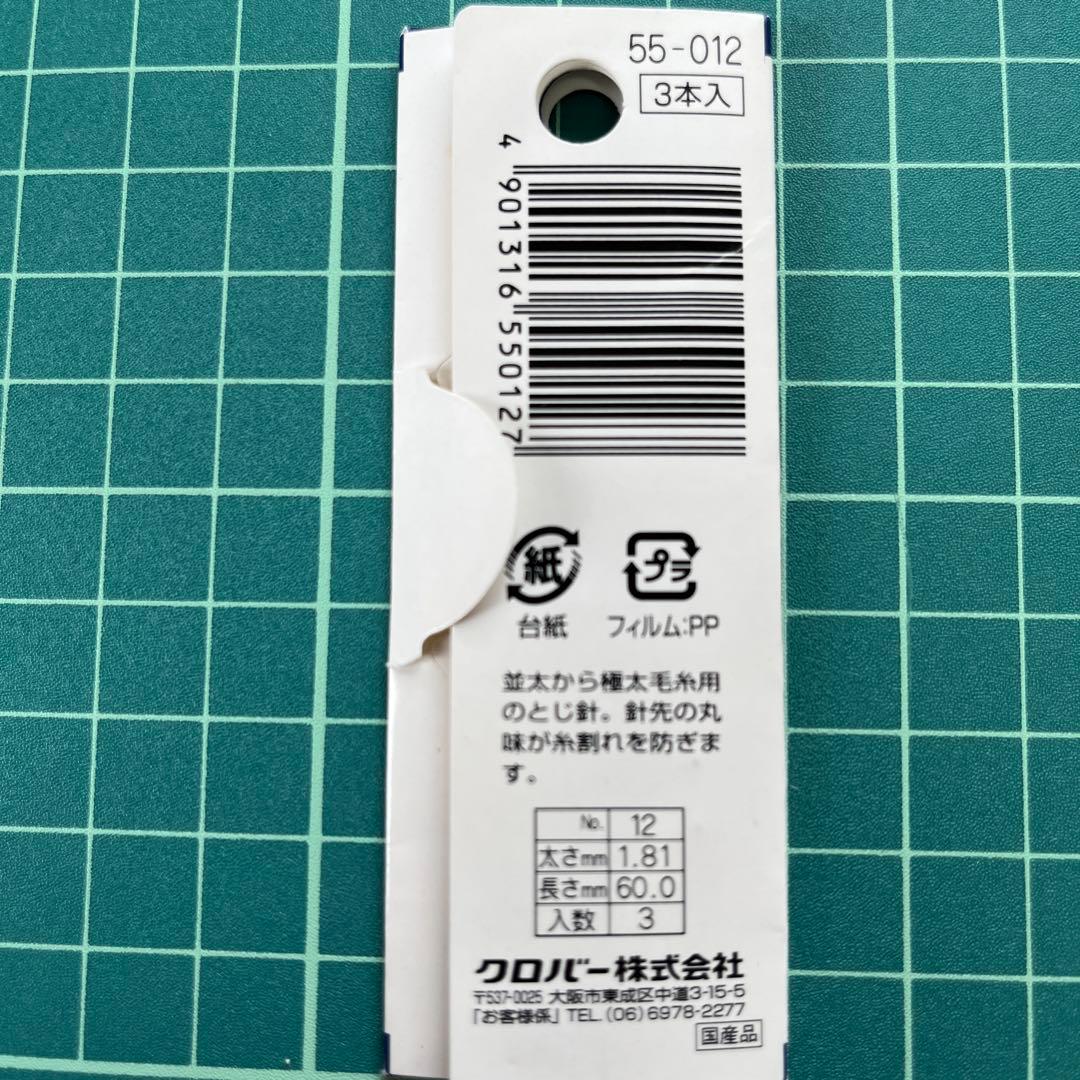 55-012
3本入
4 901316 550127
紙
プラ
台紙
フィルム:PP
並太から極太毛糸用
のとじ針。針先の丸
味が糸割れを防ぎま
す。
No. 12
太さmm 1.81
長さmm 60.0
入数 3
クロバー株式会社
〒537-0025 大阪市東成区中道3-15-5
「お客様係」TEL.(06)6978-2277
国産品